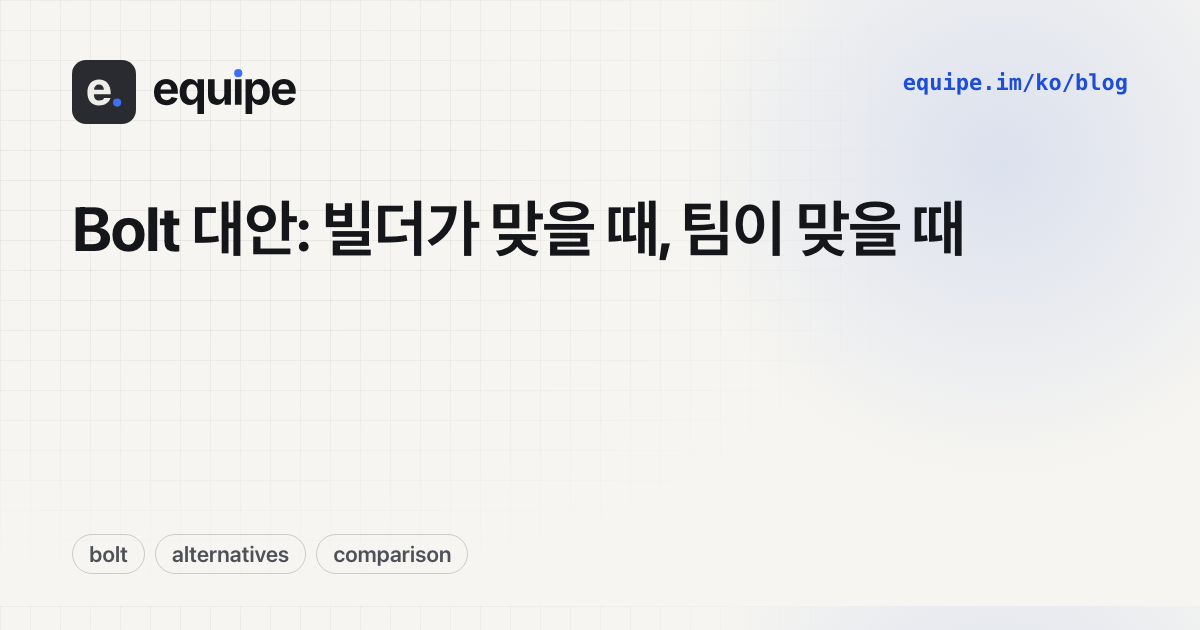 e. equipe
equipe.im/ko/blog
Bolt 대안: 빌더가 맞을 때, 팀이 맞을 때
bolt alternatives comparison